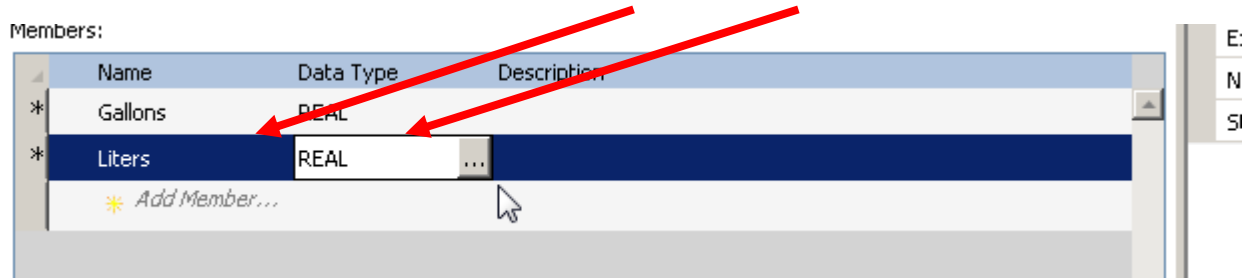 Members:
Name Data Type Description
* Gallons REAL
* Liters REAL ...
Add Member...